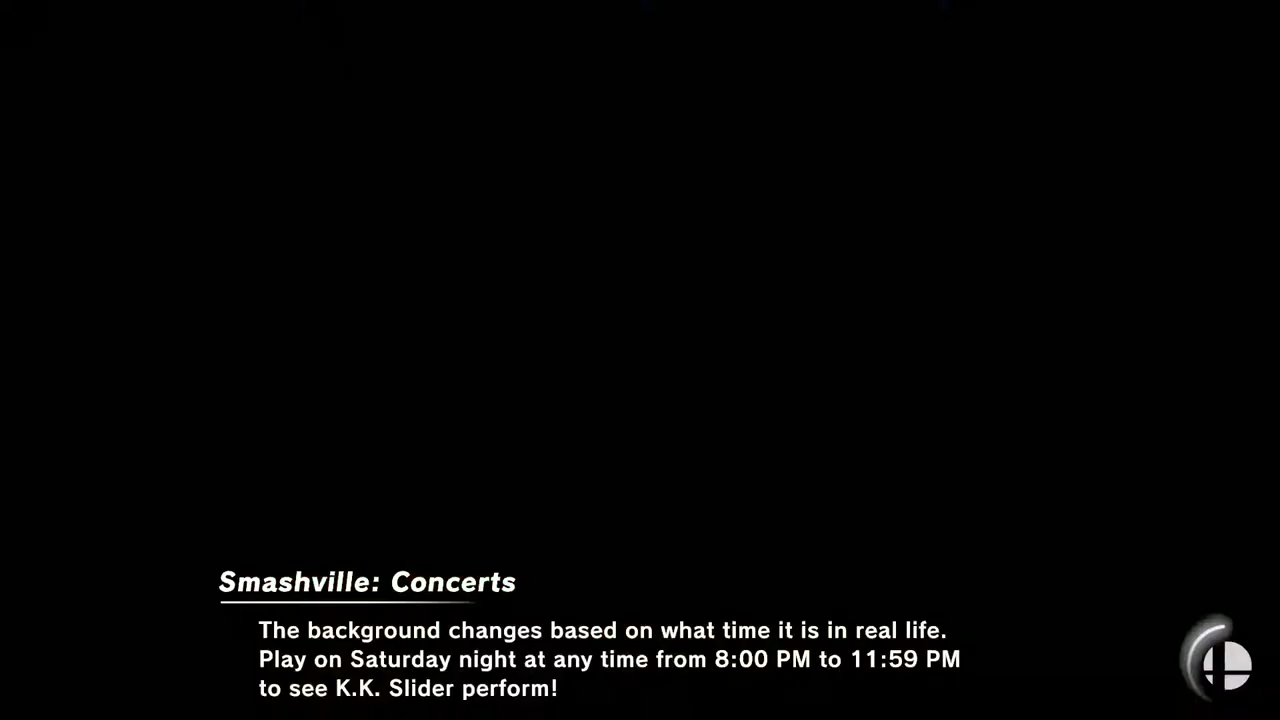 Smashville: Concerts
The background changes based on what time it is in real life.
Play on Saturday night at any time from 8:00 PM to 11:59 PM
to see K.K. Slider perform!